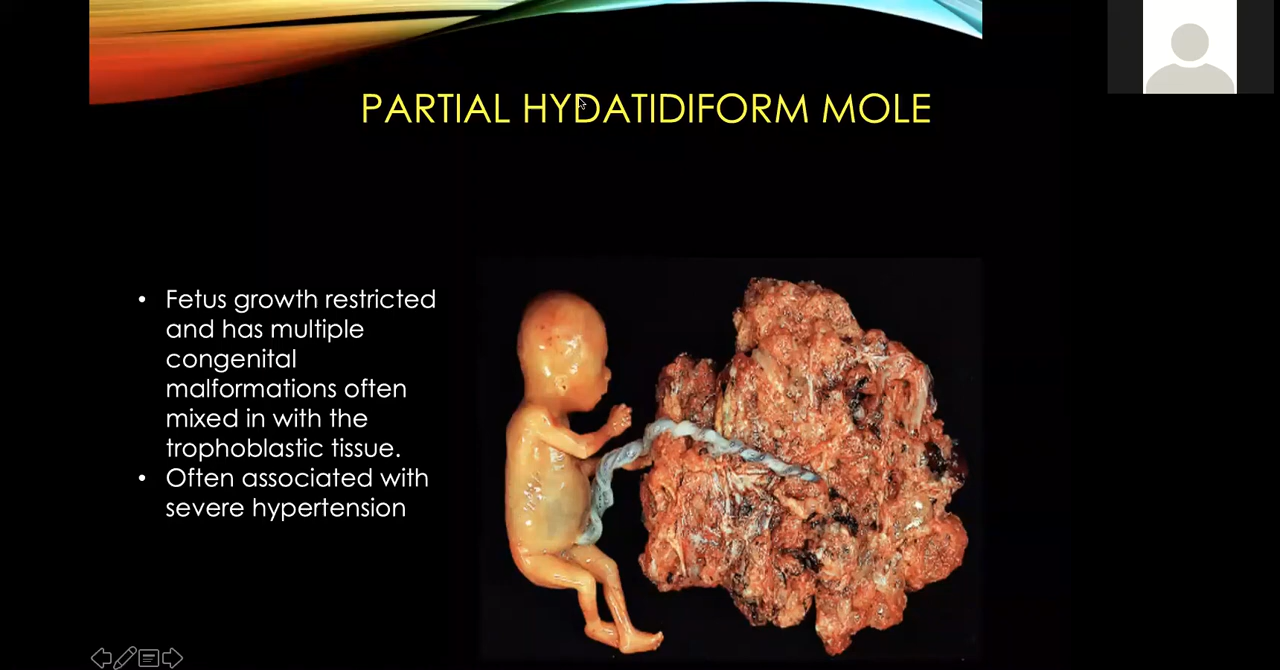 PARTIAL HYDATIDIFORM MOLE
• Fetus growth restricted
and has multiple
congenital
malformations often
mixed in with the
trophoblastic tissue.
• Often associated with
severe hypertension